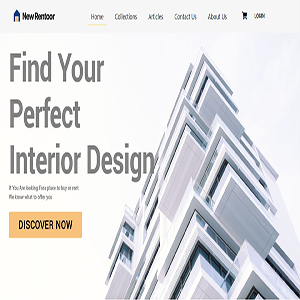 New Rentoor
Home Collections Articles Contact Us About Us LOGIN
Find Your
Perfect
Interior Design
If You Are looking Fora place to buy or rent
We know what to offer you
DISCOVER NOW